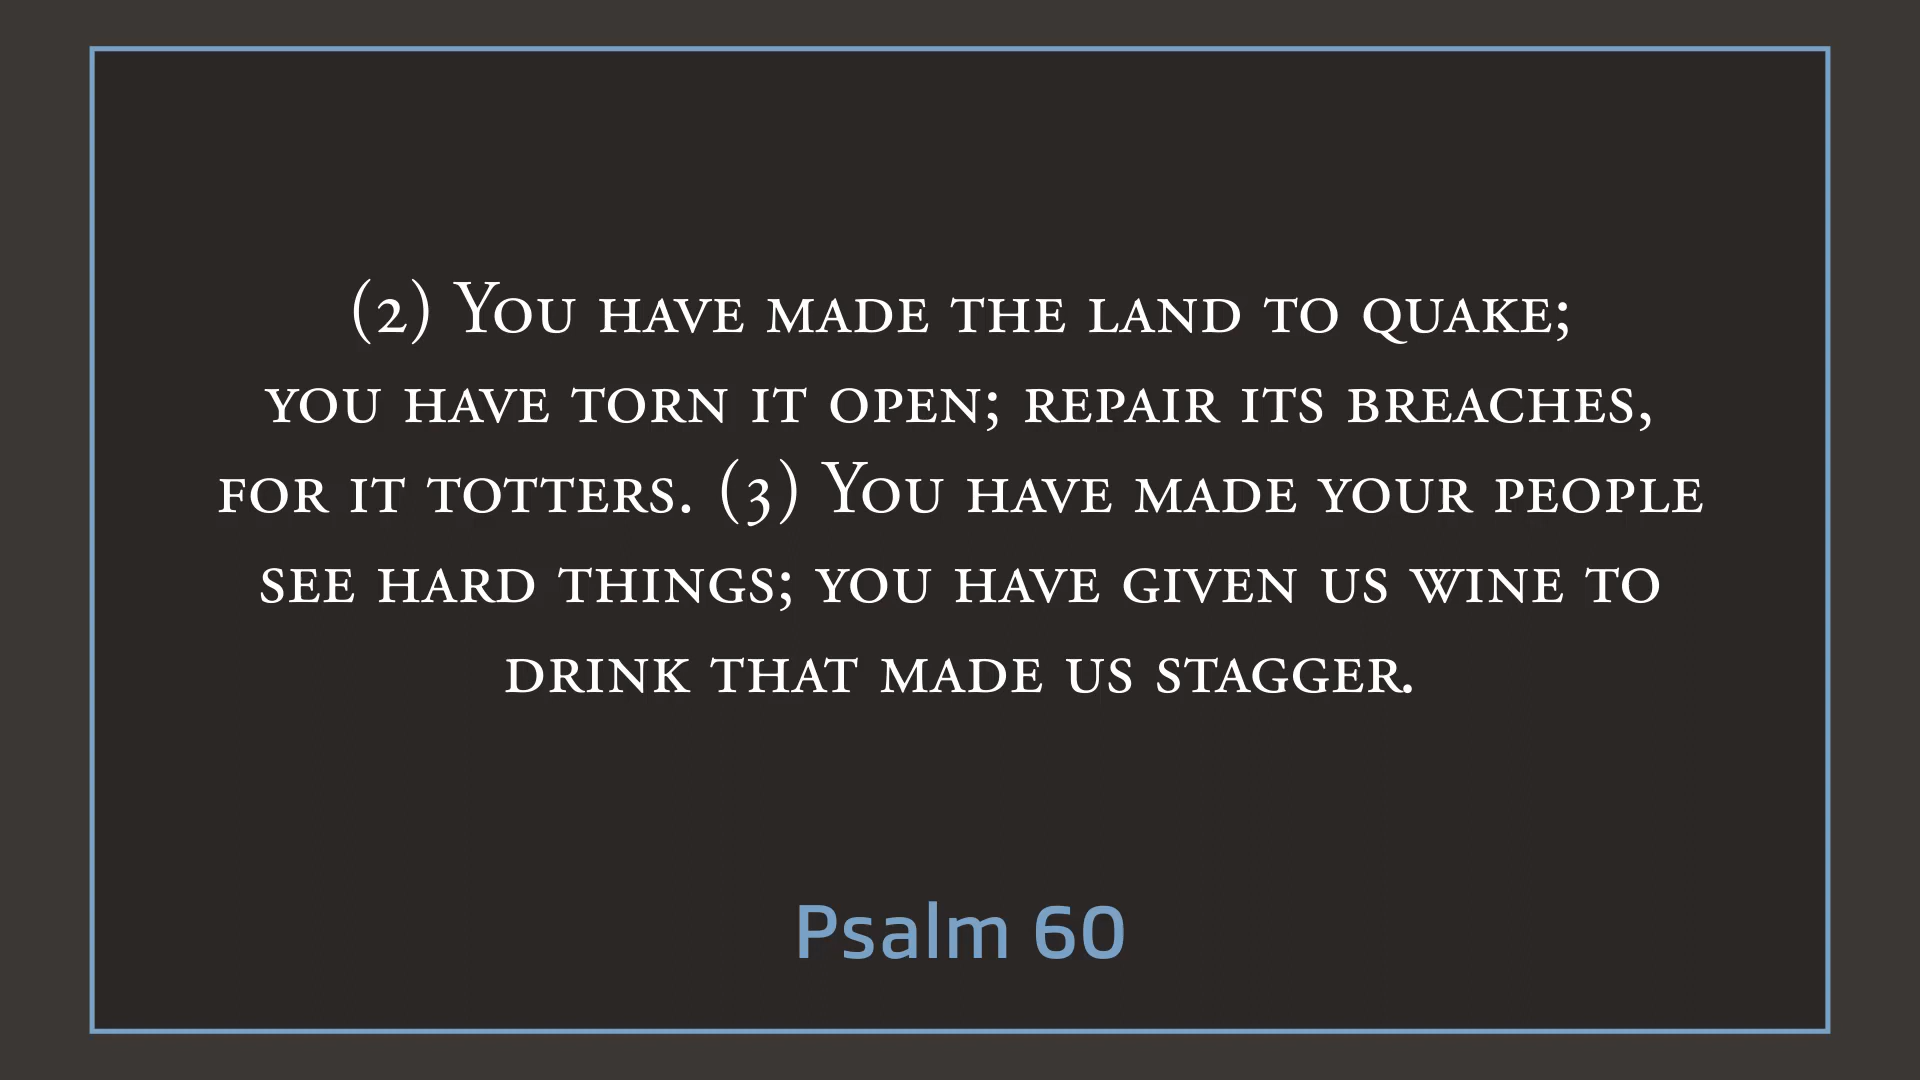 (2) You have made the land to quake;
you have torn it open; repair its breaches,
for it totters. (3) You have made your people
see hard things; you have given us wine to
drink that made us stagger.
Psalm 60